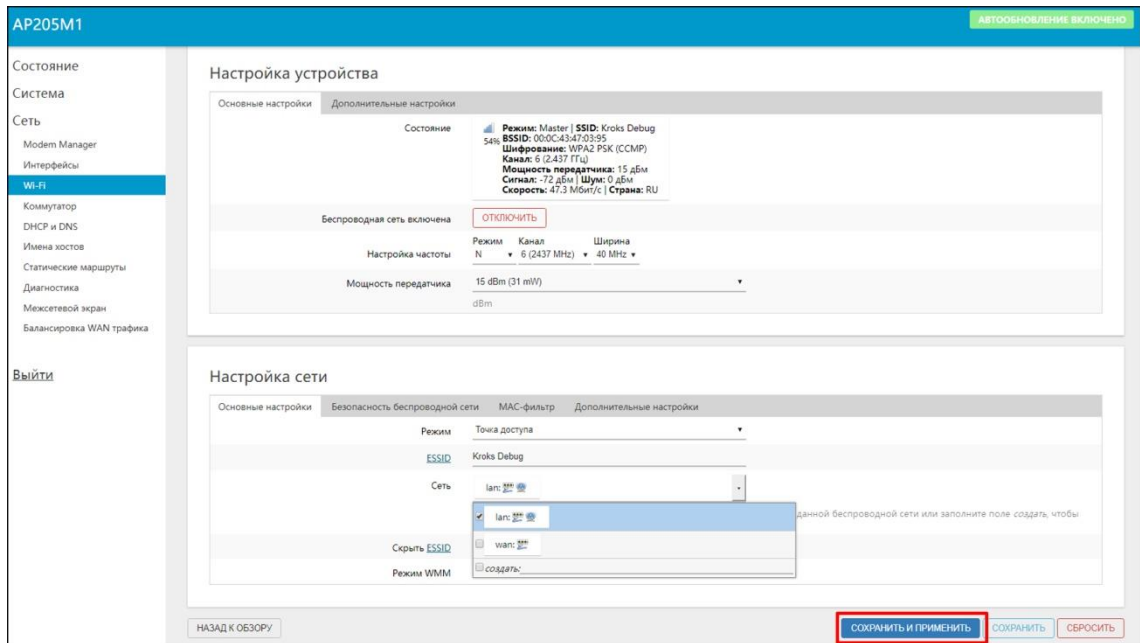 AP205M1
АВТООБНОВЛЕНИЕ ВКЛЮЧЕНО
Состояние
Система
Сеть
Modem Manager
Интерфейсы
Wi-Fi
Коммутатор
DHCP и DNS
Имена хостов
Статические маршруты
Диагностика
Межсетевой экран
Балансировка WAN трафика
Выйти
Настройка устройства
Основные настройки Дополнительные настройки
Состояние
54%
Режим: Master | SSID: Kroks Debug
BSSID: 00:0C:43:47:03:95
Шифрование: WPA2 PSK (CCMP)
Канал: 6 (2.437 ГГц)
Мощность передатчика: 15 дБм
Сигнал: -72 дБм | Шум: 0 дБм
Скорость: 47.3 Мбит/с | Страна: RU
Беспроводная сеть включена ОТКЛЮЧИТЬ
Режим Канал Ширина
Настройка частоты N 6 (2437 MHz) 40 MHz
Мощность передатчика 15 dBm (31 mW)
dBm
Настройка сети
Основные настройки Безопасность беспроводной сети MAC-фильтр Дополнительные настройки
Режим Точка доступа
ESSID Kroks Debug
Сеть lan:
lan:
данной беспроводной сети или заполните поле создать, чтобы
wan:
Скрыть ESSID
создать:
Режим WMM
НАЗАД К ОБЗОРУ СОХРАНИТЬ И ПРИМЕНИТЬ СОХРАНИТЬ СБРОСИТЬ